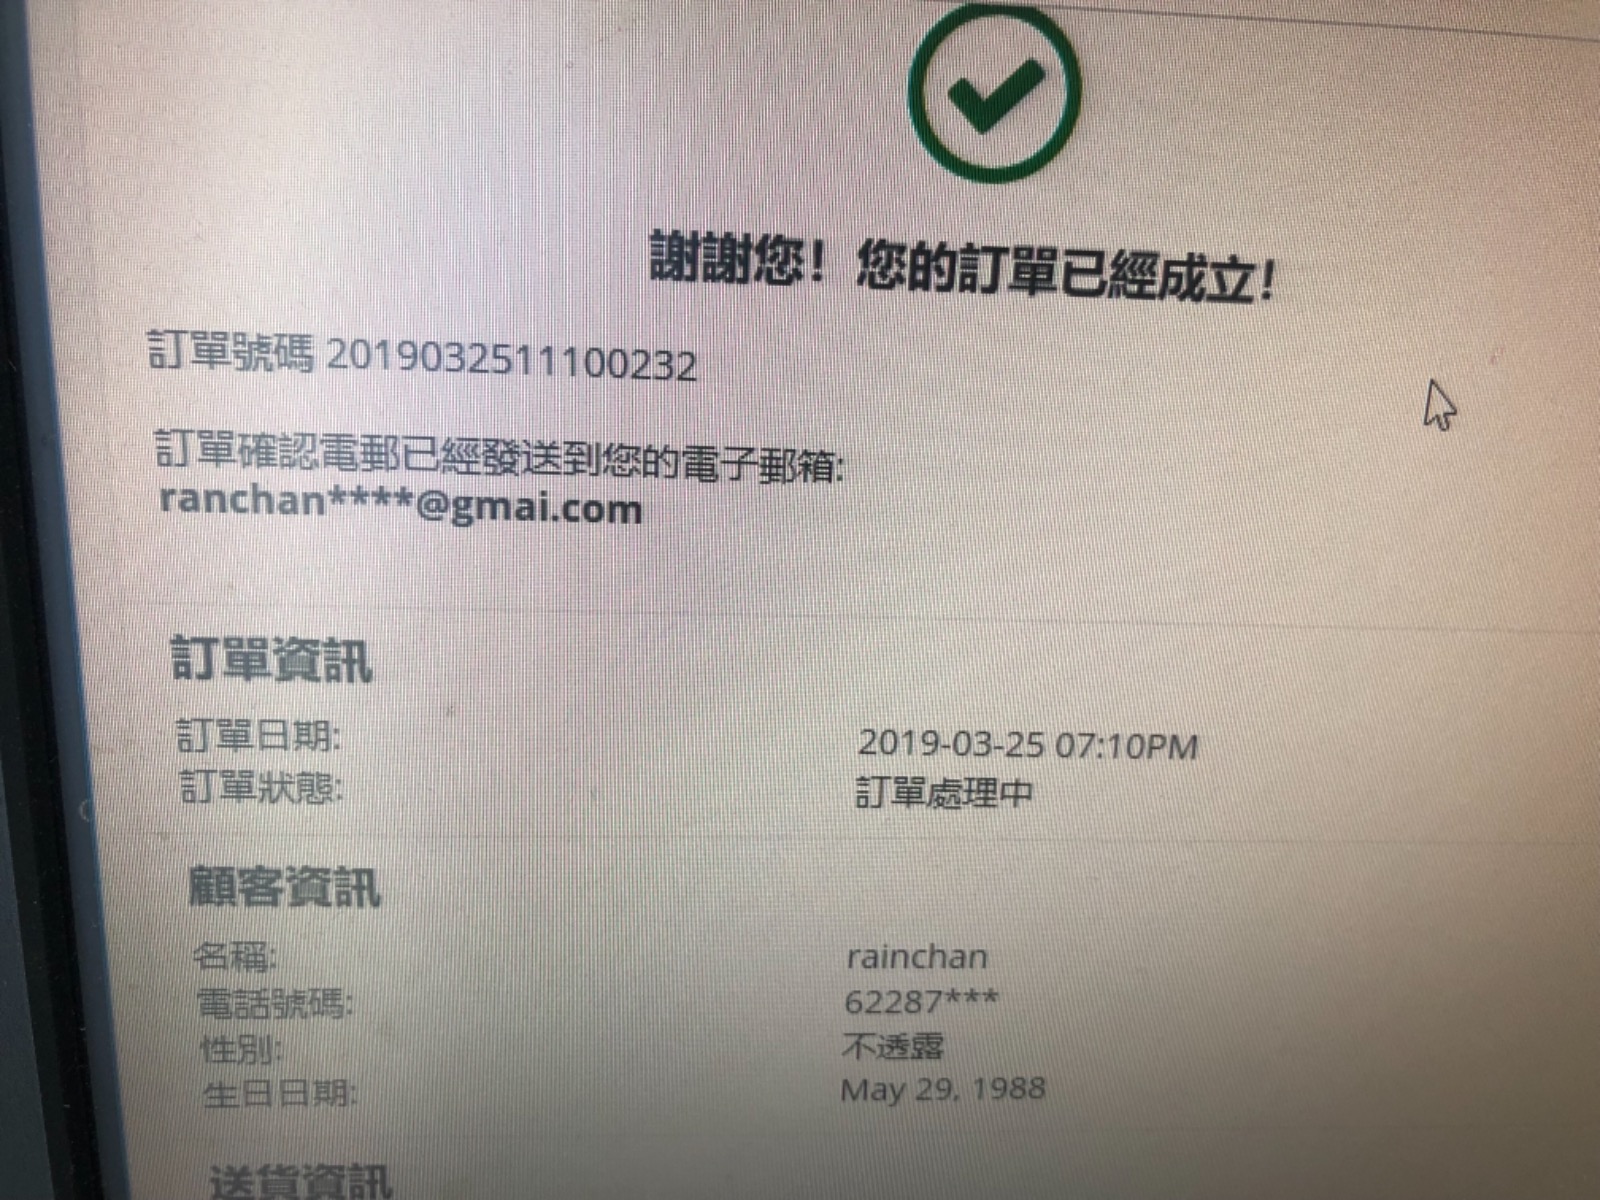 謝謝您！您的訂單已經成立！
訂單號碼 2019032511100232
訂單確認電郵已經發送到您的電子郵箱:
ranchan****@gmai.com
訂單資訊
訂單日期: 2019-03-25 07:10PM
訂單狀態: 訂單處理中
顧客資訊
名稱: rainchan
電話號碼: 62287***
性別: 不透露
生日日期: May 29, 1988
送貨資訊